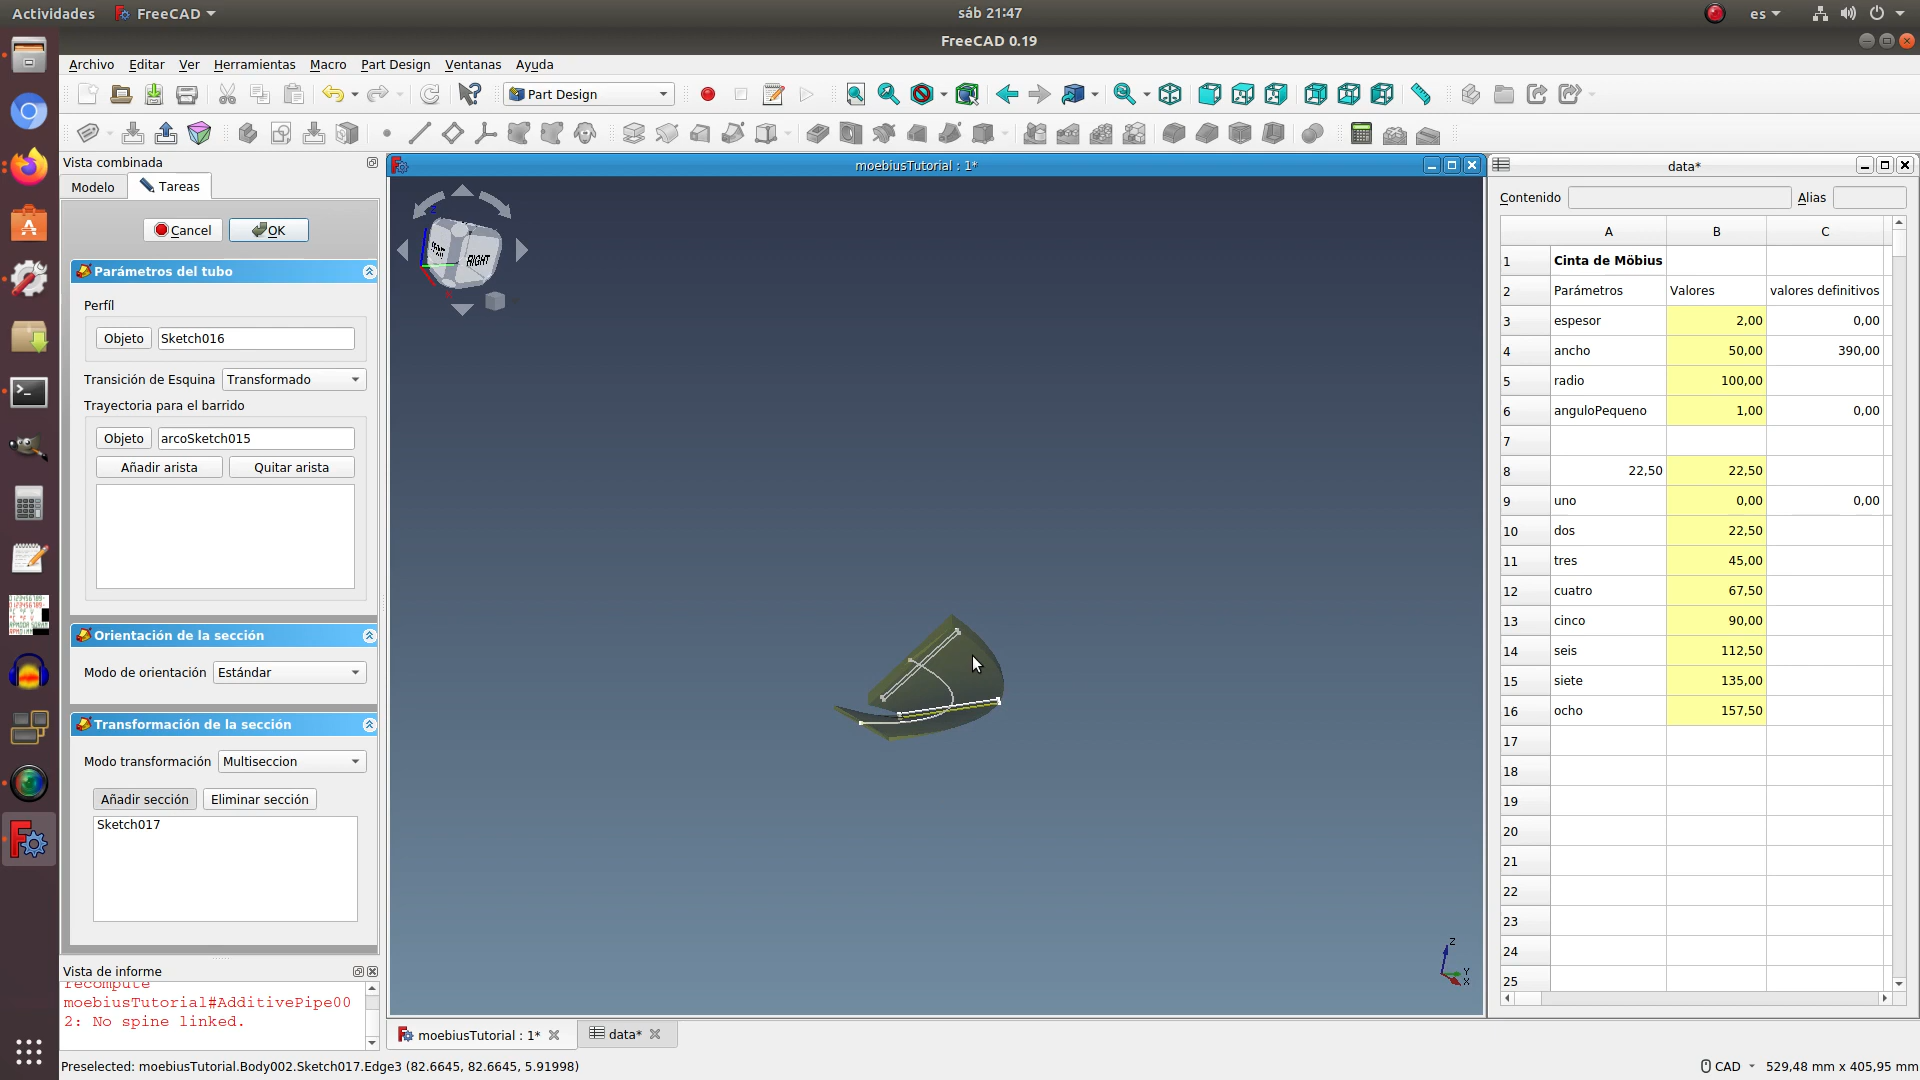 Actividades FreeCAD sáb 21:47 es
FreeCAD 0.19
Archivo Editar Ver Herramientas Macro Part Design Ventanas Ayuda
Part Design
Vista combinada
Modelo Tareas
moebiusTutorial : 1*
data*
Cancel OK
Contenido Alias
Parámetros del tubo
Perfíl
Objeto Sketch016
Transición de Esquina Transformado
Trayectoria para el barrido
Objeto arcoSketch015
Añadir arista Quitar arista
Orientación de la sección
Modo de orientación Estándar
Transformación de la sección
Modo transformación Multiseccion
Añadir sección Eliminar sección
Sketch017
Vista de informe
recompute
moebiusTutorial#AdditivePipe00
2: No spine linked.
RIGHT
Z
Y
X
A B C
1 Cinta de Möbius
2 Parámetros Valores valores definitivos
3 espesor 2,00 0,00
4 ancho 50,00 390,00
5 radio 100,00
6 anguloPequeno 1,00 0,00
7
8 22,50 22,50
9 uno 0,00 0,00
10 dos 22,50
11 tres 45,00
12 cuatro 67,50
13 cinco 90,00
14 seis 112,50
15 siete 135,00
16 ocho 157,50
17
18
19
20
21
22
23
24
25
moebiusTutorial : 1* data*
Preselected: moebiusTutorial.Body002.Sketch017.Edge3 (82.6645, 82.6645, 5.91998)
CAD 529,48 mm x 405,95 mm